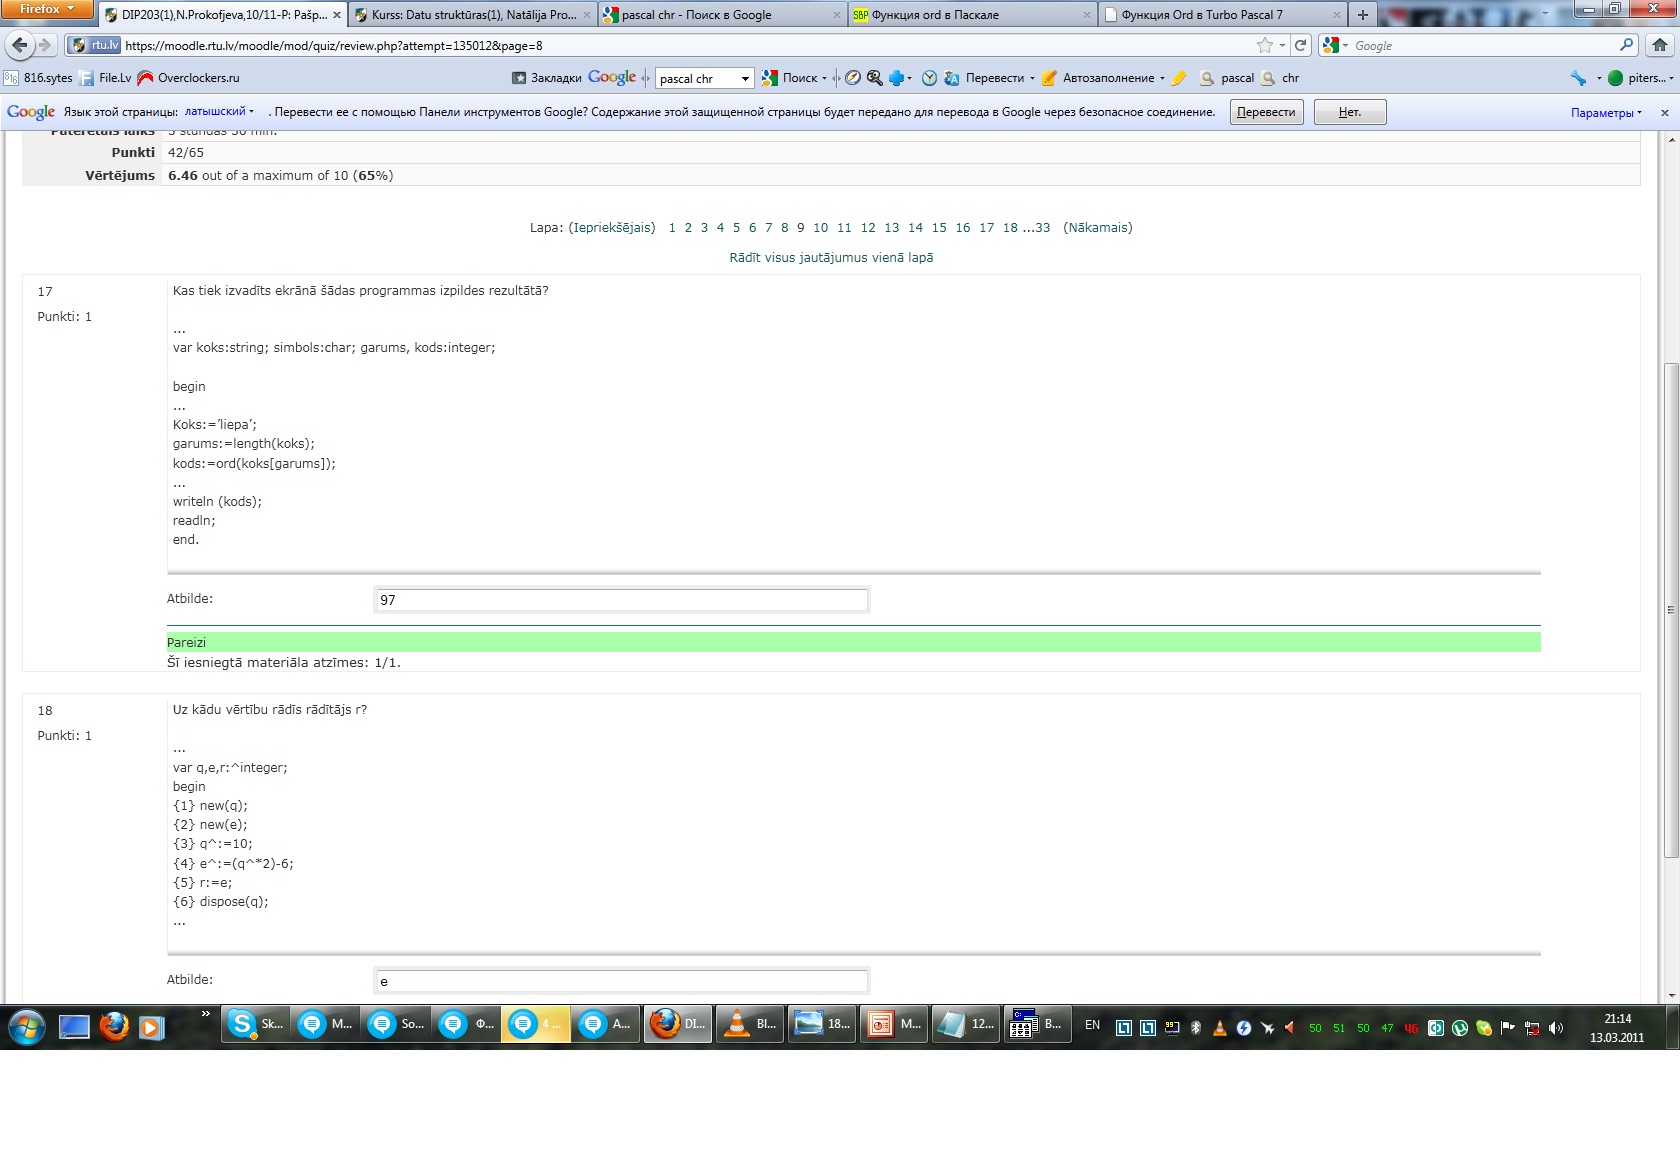 Firefox
DIP203(1),N.Prokofjeva,10/11-P: Pašp...
Kurss: Datu struktūras(1), Natālija Pro...
pascal chr - Поиск в Google
SBP Функция ord в Паскале
Функция Ord в Turbo Pascal 7
rtu.lv https://moodle.rtu.lv/moodle/mod/quiz/review.php?attempt=135012&page=8
Google
816.sytes File.Lv Overclockers.ru Закладки Google pascal chr Поиск Перевести Автозаполнение pascal chr piters...
Google Язык этой страницы: латышский . Перевести ее с помощью Панели инструментов Google? Содержание этой защищенной страницы будет передано для перевода в Google через безопасное соединение. Перевести Нет. Параметры
Punkti 42/65
Vērtējums 6.46 out of a maximum of 10 (65%)
Lapa: (Iepriekšējais) 1 2 3 4 5 6 7 8 9 10 11 12 13 14 15 16 17 18 ...33 (Nākamais)
Rādīt visus jautājumus vienā lapā
17
Punkti: 1
Kas tiek izvadīts ekrānā šādas programmas izpildes rezultātā?
...
var koks:string; simbols:char; garums, kods:integer;
begin
...
Koks:=’liepa’;
garums:=length(koks);
kods:=ord(koks[garums]);
...
writeln (kods);
readln;
end.
Atbilde: 97
Pareizi
Šī iesniegtā materiāla atzīmes: 1/1.
18
Punkti: 1
Uz kādu vērtību rādīs rādītājs r?
...
var q,e,r:^integer;
begin
{1} new(q);
{2} new(e);
{3} q^:=10;
{4} e^:=(q^*2)-6;
{5} r:=e;
{6} dispose(q);
...
Atbilde: e
Sk... M... So... Ф... 4 ... A... DI... Bl... 18... M... 12... B... EN 50 51 50 47 46
21:14
13.03.2011